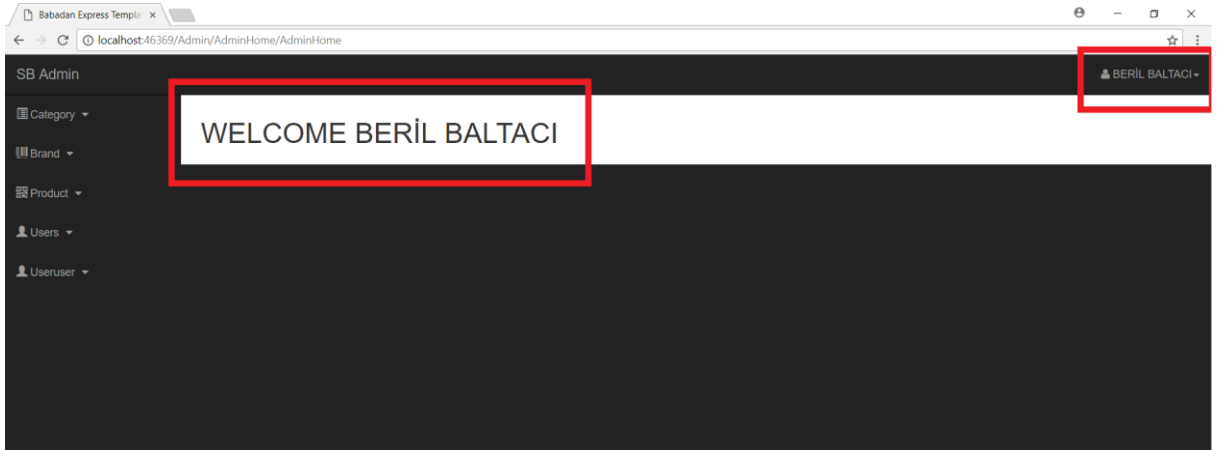 Babadan Express Templa
localhost:46369/Admin/AdminHome/AdminHome
SB Admin
BERİL BALTACI
Category
WELCOME BERİL BALTACI
Brand
Product
Users
Useruser